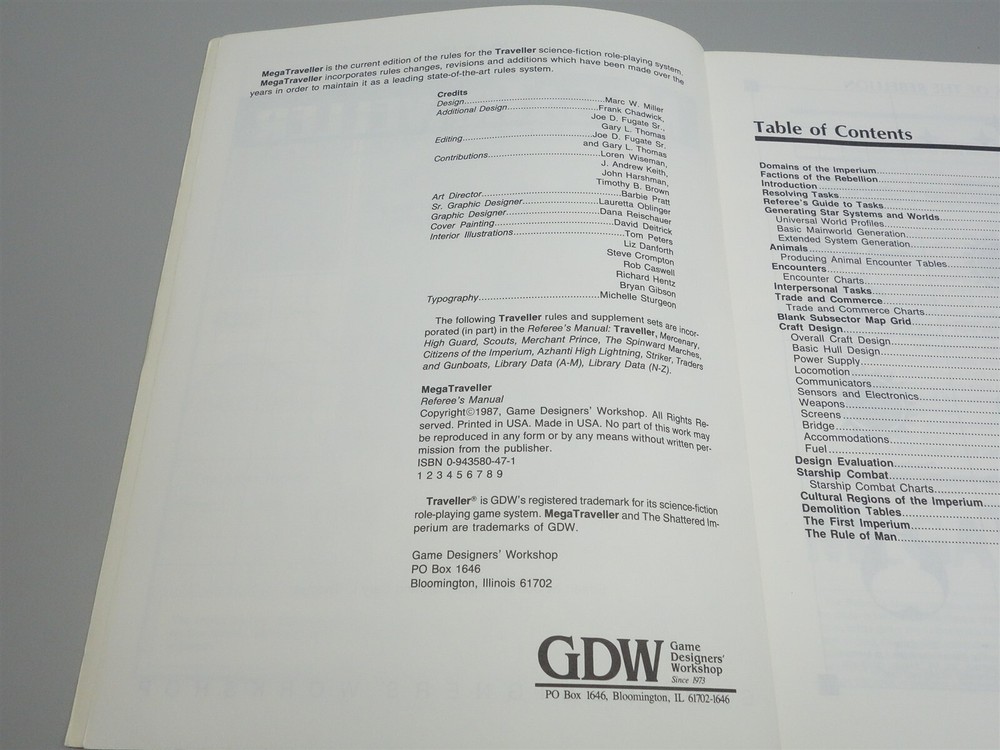 MegaTraveller is the current edition of the rules for the Traveller science-fiction role-playing system.
MegaTraveller incorporates rules changes, revisions and additions which have been made over the
years in order to maintain it as a leading state-of-the-art rules system.
Credits
Design..........Marc W. Miller
Additional Design..........Frank Chadwick,
Joe D. Fugate Sr.,
Gary L. Thomas
Editing..........Joe D. Fugate Sr.
and Gary L. Thomas
Contributions..........Loren Wiseman,
J. Andrew Keith,
John Harshman,
Timothy B. Brown
Art Director..........Barbie Pratt
Sr. Graphic Designer..........Lauretta Oblinger
Graphic Designer..........Dana Reischauer
Cover Painting..........David Deitrick
Interior Illustrations..........Tom Peters
Liz Danforth
Steve Crompton
Rob Caswell
Richard Hentz
Bryan Gibson
Typography..........Michelle Sturgeon
The following Traveller rules and supplement sets are incor-
porated (in part) in the Referee's Manual: Traveller, Mercenary,
High Guard, Scouts, Merchant Prince, The Spinward Marches,
Citizens of the Imperium, Azhanti High Lightning, Striker, Traders
and Gunboats, Library Data (A-M), Library Data (N-Z).
MegaTraveller
Referee's Manual
Copyright©1987, Game Designers' Workshop. All Rights Re-
served. Printed in USA. Made in USA. No part of this work may
be reproduced in any form or by any means without written per-
mission from the publisher.
ISBN 0-943580-47-1
1 2 3 4 5 6 7 8 9
Traveller® is GDW's registered trademark for its science-fiction
role-playing game system. MegaTraveller and The Shattered Im-
perium are trademarks of GDW.
Game Designers' Workshop
PO Box 1646
Bloomington, Illinois 61702
GDW
Game
Designers'
Workshop
Since 1973
PO Box 1646, Bloomington, IL 61702-1646
Table of Contents
Domains of the Imperium..........
Factions of the Rebellion..........
Introduction..........
Resolving Tasks..........
Referee's Guide to Tasks..........
Generating Star Systems and Worlds..........
Universal World Profiles..........
Basic Mainworld Generation..........
Extended System Generation..........
Animals..........
Producing Animal Encounter Tables..........
Encounters..........
Encounter Charts..........
Interpersonal Tasks..........
Trade and Commerce..........
Trade and Commerce Charts..........
Blank Subsector Map Grid..........
Craft Design..........
Overall Craft Design..........
Basic Hull Design..........
Power Supply..........
Locomotion..........
Communicators..........
Sensors and Electronics..........
Weapons..........
Screens..........
Bridge..........
Accommodations..........
Fuel..........
Design Evaluation..........
Starship Combat..........
Starship Combat Charts..........
Cultural Regions of the Imperium..........
Demolition Tables..........
The First Imperium..........
The Rule of Man..........